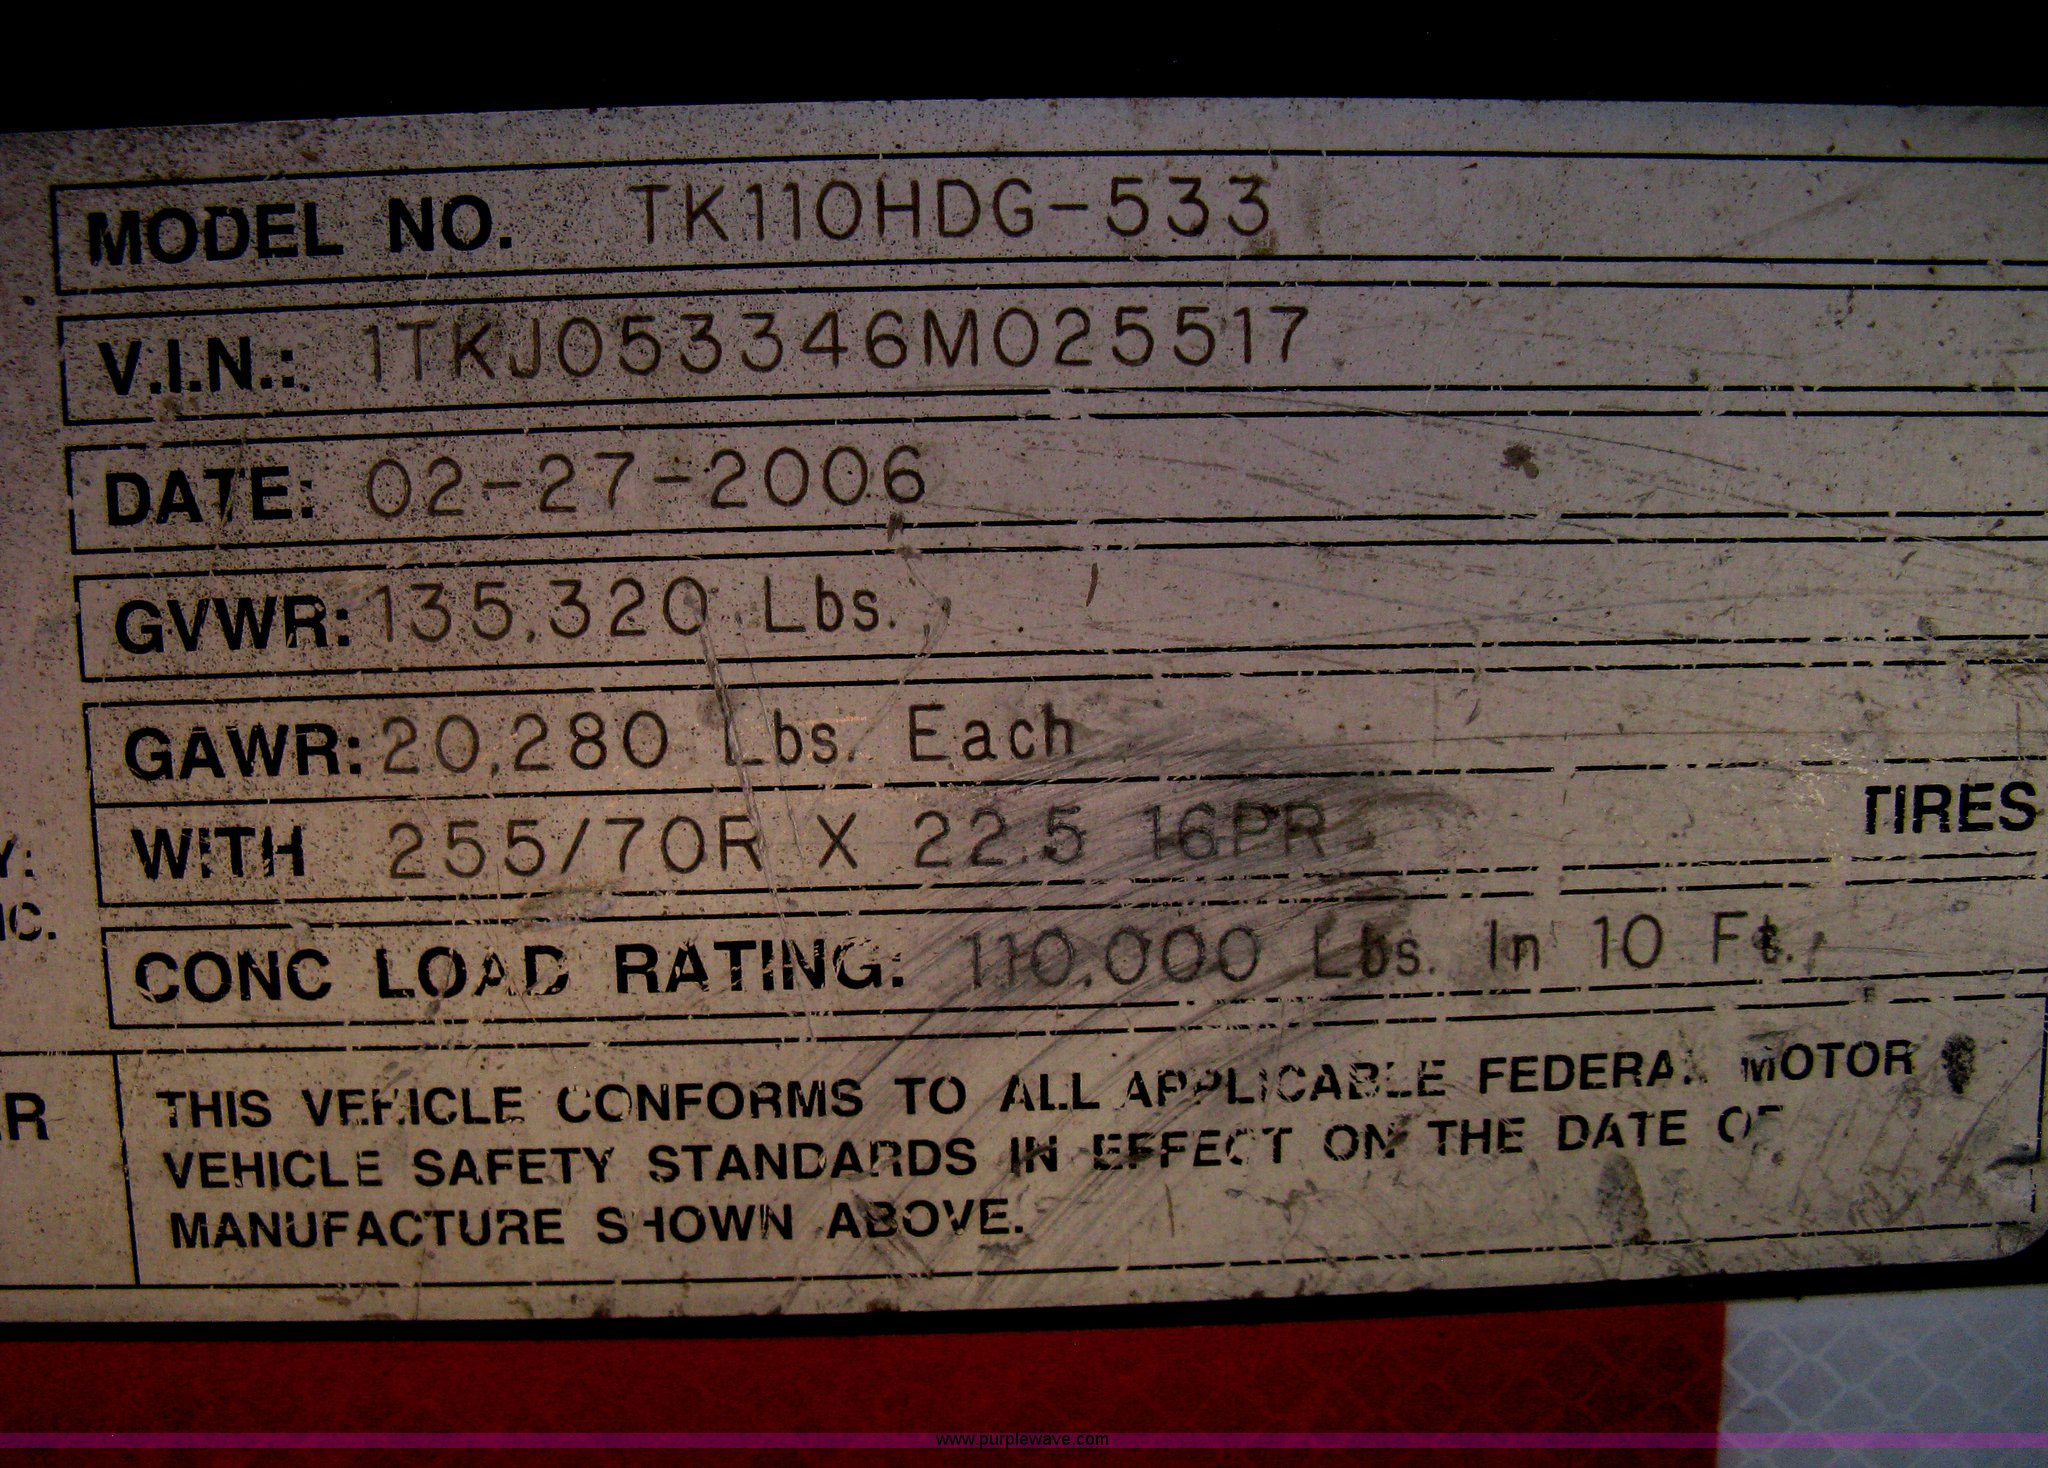 MODEL NO. TK110HDG-533
V.I.N.: 1TKJ053346M025517
DATE: 02-27-2006
GVWR: 135,320 Lbs.
GAWR: 20,280 Lbs. Each
WITH 255/70R X 22.5 16PR TIRES
Y:
IC.
CONC LOAD RATING: 110,000 Lbs. In 10 Ft.
R
THIS VEHICLE CONFORMS TO ALL APPLICABLE FEDERAL MOTOR
VEHICLE SAFETY STANDARDS IN EFFECT ON THE DATE OF
MANUFACTURE SHOWN ABOVE.
www.purplewave.com